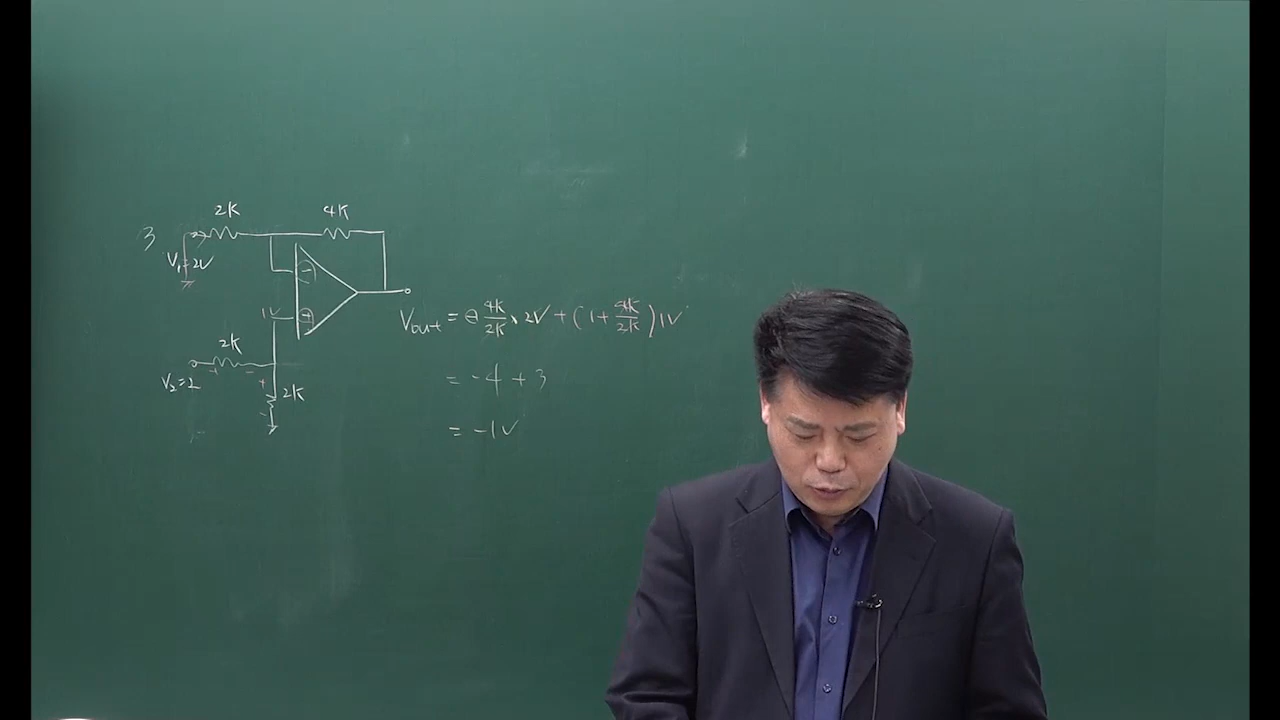 3
2K
4K
V₁=2V
⊖
1V
⊕
2K
V₂=2
+ -
+
2K
-
Vout = ⊖ 4K/2K × 2V + (1 + 4K/2K) 1V
= -4 + 3
= -1V